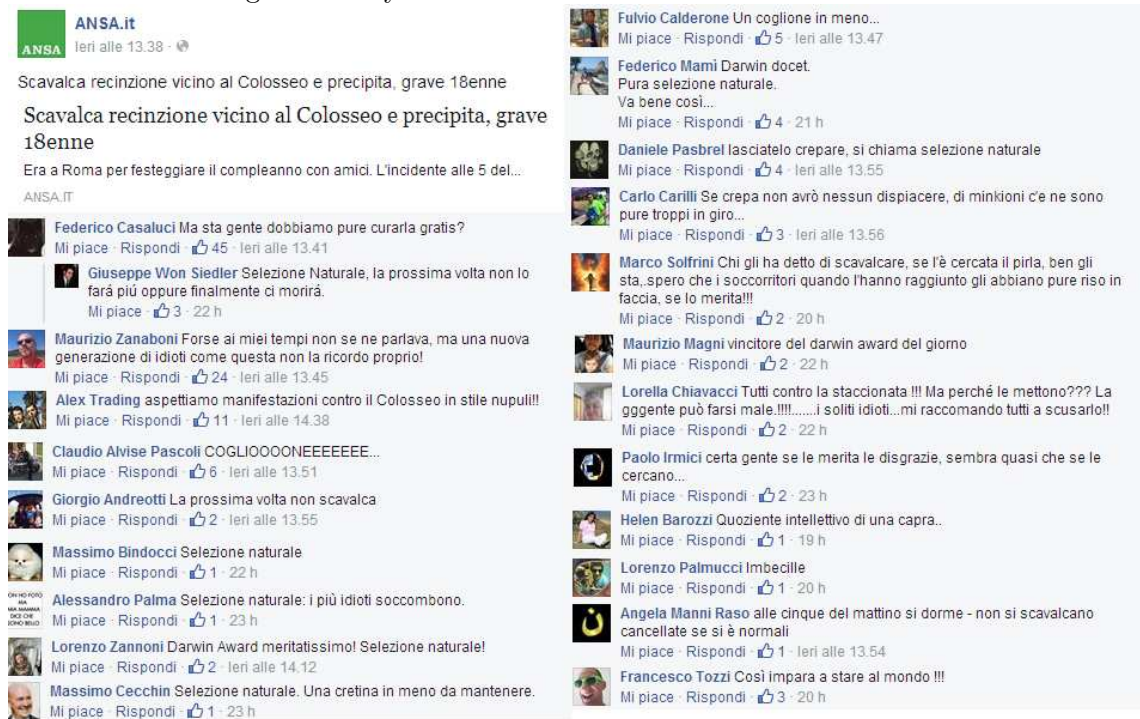 ANSA.it
ANSA
Ieri alle 13.38 ·
Scavalca recinzione vicino al Colosseo e precipita, grave 18enne
Scavalca recinzione vicino al Colosseo e precipita, grave
18enne
Era a Roma per festeggiare il compleanno con amici. L'incidente alle 5 del...
ANSA.IT
Federico Casaluci Ma sta gente dobbiamo pure curarla gratis?
Mi piace · Rispondi · 45 · Ieri alle 13.41
Giuseppe Won Siedler Selezione Naturale, la prossima volta non lo
fará piú oppure finalmente ci morirá.
Mi piace · 3 · 22 h
Maurizio Zanaboni Forse ai miei tempi non se ne parlava, ma una nuova
generazione di idioti come questa non la ricordo proprio!
Mi piace · Rispondi · 24 · Ieri alle 13.45
Alex Trading aspettiamo manifestazioni contro il Colosseo in stile nupuli!!
Mi piace · Rispondi · 11 · Ieri alle 14.38
Claudio Alvise Pascoli COGLIOOOONEEEEEEE...
Mi piace · Rispondi · 6 · Ieri alle 13.51
Giorgio Andreotti La prossima volta non scavalca
Mi piace · Rispondi · 2 · Ieri alle 13.55
Massimo Bindocci Selezione naturale
Mi piace · Rispondi · 1 · 22 h
Alessandro Palma Selezione naturale: i più idioti soccombono.
Mi piace · Rispondi · 1 · 23 h
Lorenzo Zannoni Darwin Award meritatissimo! Selezione naturale!
Mi piace · Rispondi · 2 · Ieri alle 14.12
Massimo Cecchin Selezione naturale. Una cretina in meno da mantenere.
Mi piace · Rispondi · 1 · 23 h
Fulvio Calderone Un coglione in meno...
Mi piace · Rispondi · 5 · Ieri alle 13.47
Federico Mamì Darwin docet.
Pura selezione naturale.
Va bene così...
Mi piace · Rispondi · 4 · 21 h
Daniele Pasbrel lasciatelo crepare, si chiama selezione naturale
Mi piace · Rispondi · 4 · Ieri alle 13.55
Carlo Carilli Se crepa non avrò nessun dispiacere, di minkioni c'e ne sono
pure troppi in giro...
Mi piace · Rispondi · 3 · Ieri alle 13.56
Marco Solfrini Chi gli ha detto di scavalcare, se l'è cercata il pirla, ben gli
sta,.spero che i soccorritori quando l'hanno raggiunto gli abbiano pure riso in
faccia, se lo merita!!!
Mi piace · Rispondi · 2 · 20 h
Maurizio Magni vincitore del darwin award del giorno
Mi piace · Rispondi · 2 · 22 h
Lorella Chiavacci Tutti contro la staccionata !!! Ma perché le mettono??? La
gggente può farsi male.!!!!.......i soliti idioti...mi raccomando tutti a scusarlo!!
Mi piace · Rispondi · 2 · 22 h
Paolo Irmici certa gente se le merita le disgrazie, sembra quasi che se le
cercano...
Mi piace · Rispondi · 2 · 23 h
Helen Barozzi Quoziente intellettivo di una capra..
Mi piace · Rispondi · 1 · 19 h
Lorenzo Palmucci Imbecille
Mi piace · Rispondi · 1 · 20 h
Angela Manni Raso alle cinque del mattino si dorme - non si scavalcano
cancellate se si è normali
Mi piace · Rispondi · 1 · Ieri alle 13.54
Francesco Tozzi Così impara a stare al mondo !!!
Mi piace · Rispondi · 3 · 20 h